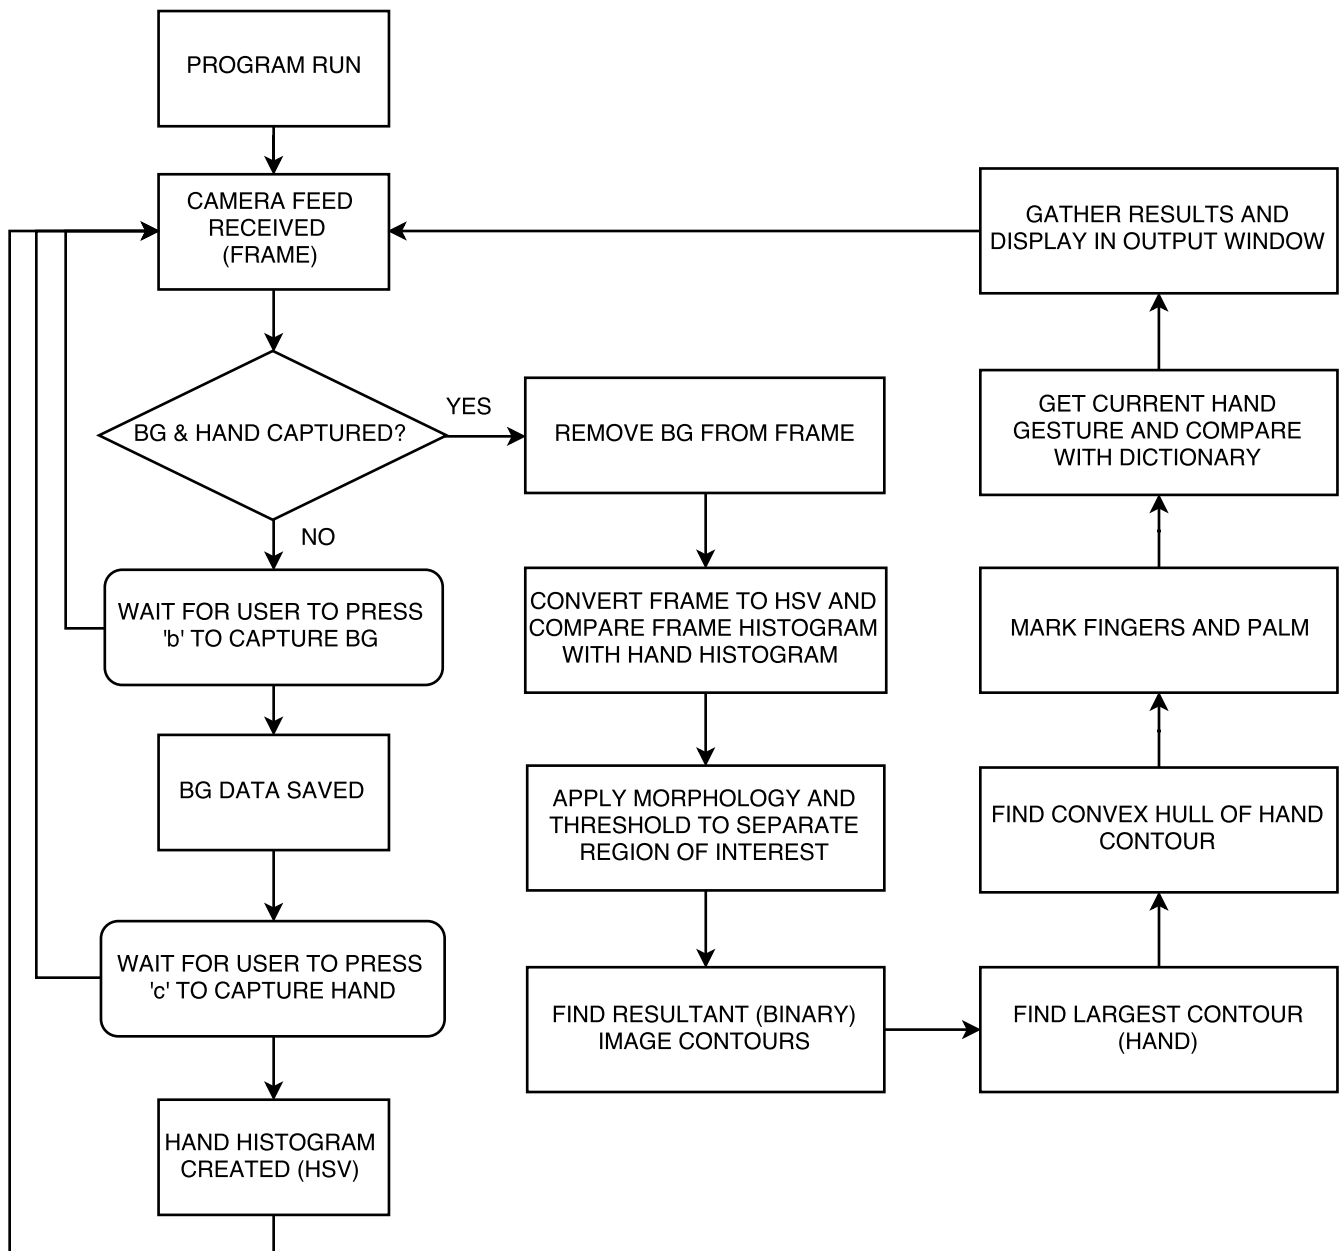 PROGRAM RUN
CAMERA FEED
RECEIVED
(FRAME)
BG & HAND CAPTURED?
YES
NO
WAIT FOR USER TO PRESS
'b' TO CAPTURE BG
BG DATA SAVED
WAIT FOR USER TO PRESS
'c' TO CAPTURE HAND
HAND HISTOGRAM
CREATED (HSV)
REMOVE BG FROM FRAME
CONVERT FRAME TO HSV AND
COMPARE FRAME HISTOGRAM
WITH HAND HISTOGRAM
APPLY MORPHOLOGY AND
THRESHOLD TO SEPARATE
REGION OF INTEREST
FIND RESULTANT (BINARY)
IMAGE CONTOURS
FIND LARGEST CONTOUR
(HAND)
FIND CONVEX HULL OF HAND
CONTOUR
MARK FINGERS AND PALM
GET CURRENT HAND
GESTURE AND COMPARE
WITH DICTIONARY
GATHER RESULTS AND
DISPLAY IN OUTPUT WINDOW